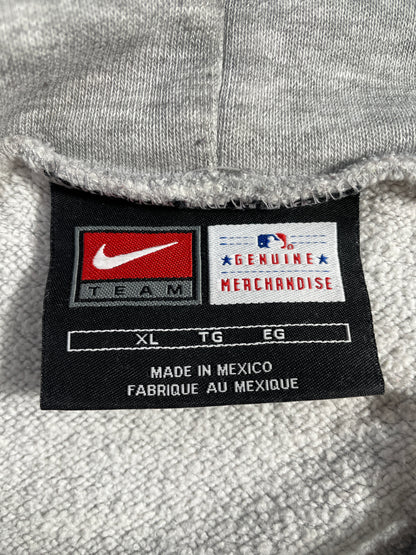 TEAM
GENUINE
MERCHANDISE
XL TG EG
MADE IN MEXICO
FABRIQUE AU MEXIQUE